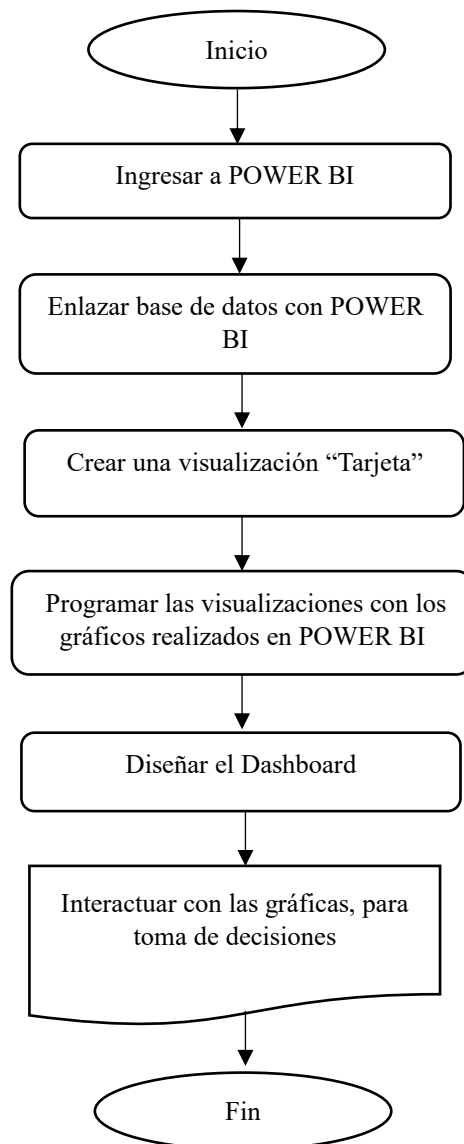 Inicio
Ingresar a POWER BI
Enlazar base de datos con POWER
BI
Crear una visualización “Tarjeta”
Programar las visualizaciones con los
gráficos realizados en POWER BI
Diseñar el Dashboard
Interactuar con las gráficas, para
toma de decisiones
Fin